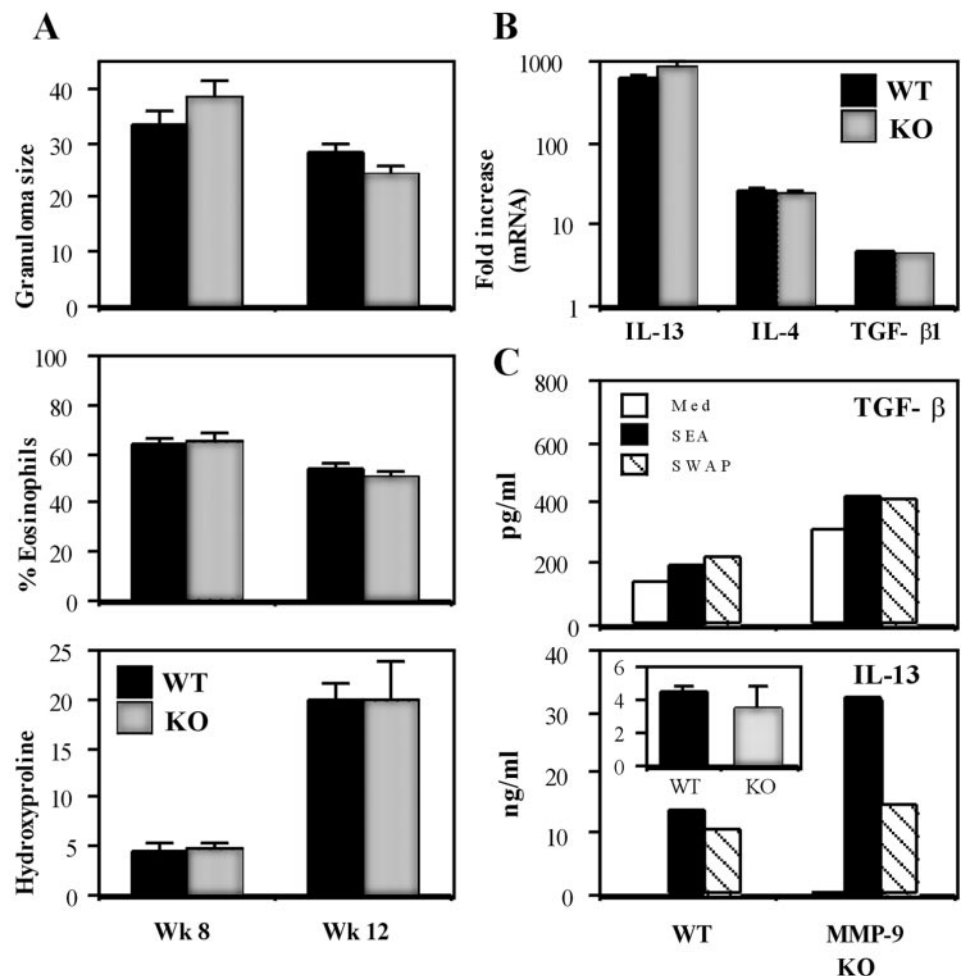 A
Granuloma size
40
30
20
10
0
% Eosinophils
100
80
60
40
20
0
Hydroxyproline
25
20
15
10
5
0
WT
KO
Wk 8
Wk 12
B
Fold increase
(mRNA)
1000
100
10
1
WT
KO
IL-13
IL-4
TGF- β1
C
pg/ml
800
600
400
200
0
Med
SEA
SWAP
TGF- β
ng/ml
40
30
20
10
0
6
4
2
0
WT
KO
IL-13
WT
MMP-9
KO